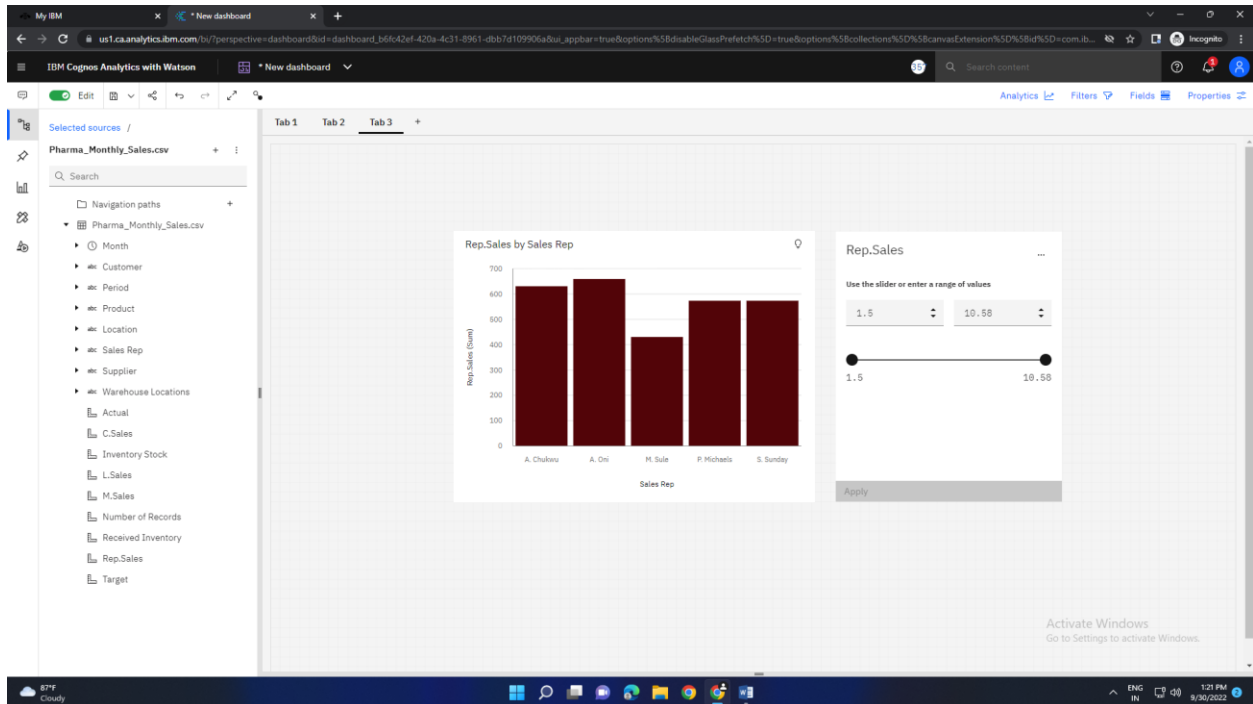 My IBM
* New dashboard
us1.ca.analytics.ibm.com/bi/?perspective=dashboard&id=dashboard_b6fc42ef-420a-4c31-8961-dbb7d109906a&ui_appbar=true&options%5BdisableGlassPrefetch%5D=true&options%5Bcollections%5D%5BcanvasExtension%5D%5Bid%5D=com.ib...
Incognito
IBM Cognos Analytics with Watson
* New dashboard
Search content
Edit
Analytics
Filters
Fields
Properties
Selected sources /
Tab 1
Tab 2
Tab 3
+
Pharma_Monthly_Sales.csv
Search
Navigation paths
Pharma_Monthly_Sales.csv
Month
abc Customer
abc Period
abc Product
abc Location
abc Sales Rep
abc Supplier
abc Warehouse Locations
Actual
C.Sales
Inventory Stock
L.Sales
M.Sales
Number of Records
Received Inventory
Rep.Sales
Target
Rep.Sales by Sales Rep
Rep.Sales (Sum)
700
600
500
400
300
200
100
0
A. Chukwu
A. Oni
M. Sule
P. Michaels
S. Sunday
Sales Rep
Rep.Sales
...
Use the slider or enter a range of values
1.5
10.58
1.5
10.58
Apply
Activate Windows
Go to Settings to activate Windows.
87°F
Cloudy
ENG
IN
1:21 PM
9/30/2022